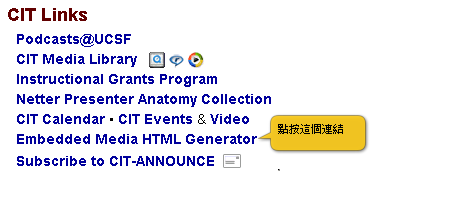 CIT Links
Podcasts@UCSF
CIT Media Library
Instructional Grants Program
Netter Presenter Anatomy Collection
CIT Calendar • CIT Events & Video
Embedded Media HTML Generator
點按這個連結
Subscribe to CIT-ANNOUNCE